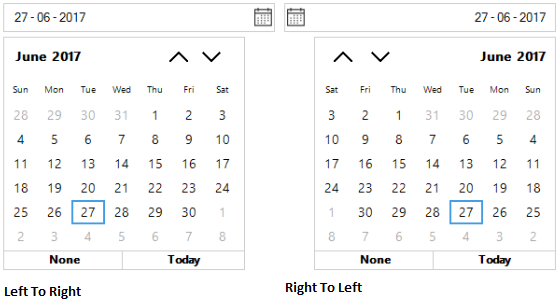 27 - 06 - 2017
June 2017
Sun Mon Tue Wed Thu Fri Sat
28 29 30 31 1 2 3
4 5 6 7 8 9 10
11 12 13 14 15 16 17
18 19 20 21 22 23 24
25 26 27 28 29 30 1
2 3 4 5 6 7 8
None Today
Left To Right
27 - 06 - 2017
June 2017
Sat Fri Thu Wed Tue Mon Sun
3 2 1 31 30 29 28
10 9 8 7 6 5 4
17 16 15 14 13 12 11
24 23 22 21 20 19 18
1 30 29 28 27 26 25
8 7 6 5 4 3 2
None Today
Right To Left